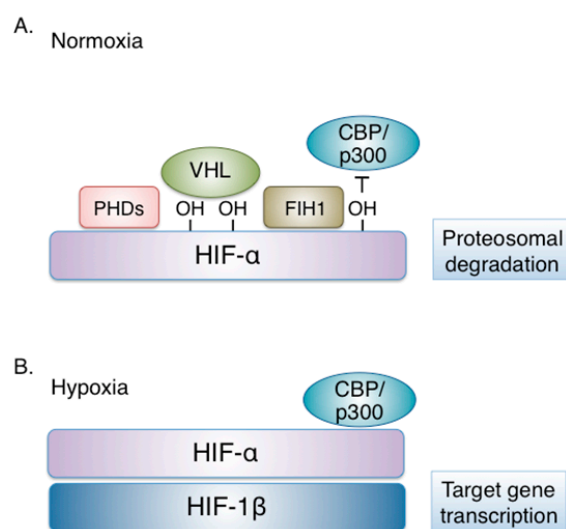 A.
Normoxia
CBP/
p300
VHL
PHDs
OH
OH
FIH1
OH
HIF-α
Proteosomal
degradation
B.
Hypoxia
CBP/
p300
HIF-α
HIF-1β
Target gene
transcription